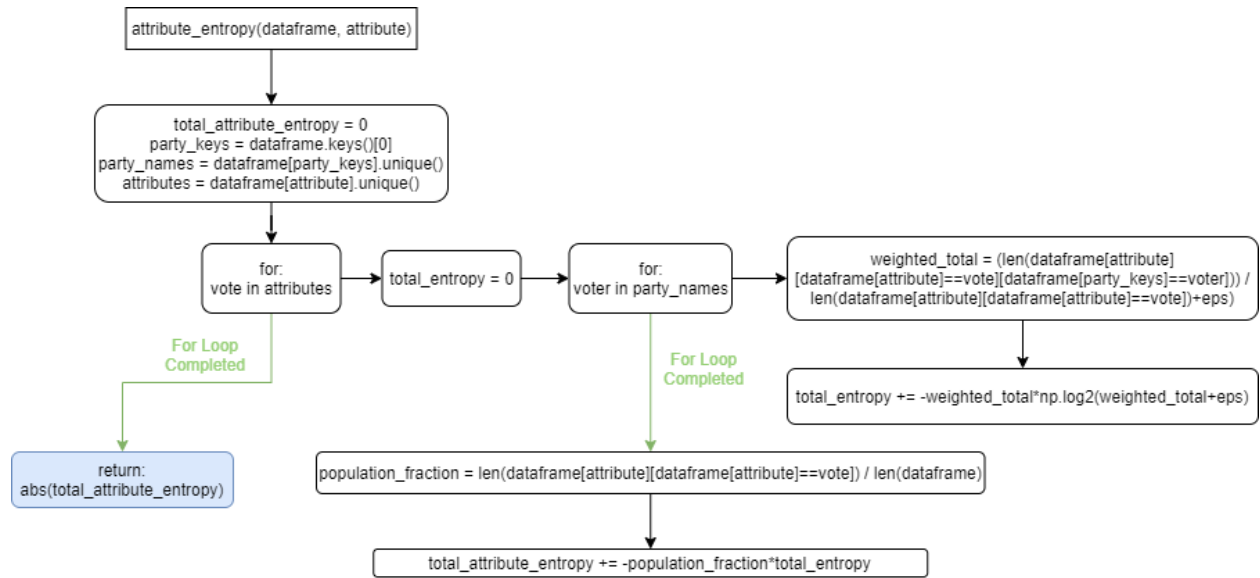 attribute_entropy(dataframe, attribute)
total_attribute_entropy = 0
party_keys = dataframe.keys()[0]
party_names = dataframe[party_keys].unique()
attributes = dataframe[attribute].unique()
for:
vote in attributes
total_entropy = 0
for:
voter in party_names
weighted_total = (len(dataframe[attribute]
[dataframe[attribute]==vote][dataframe[party_keys]==voter])) /
len(dataframe[attribute][dataframe[attribute]==vote])+eps)
For Loop
Completed
For Loop
Completed
total_entropy += -weighted_total*np.log2(weighted_total+eps)
return:
abs(total_attribute_entropy)
population_fraction = len(dataframe[attribute][dataframe[attribute]==vote]) / len(dataframe)
total_attribute_entropy += -population_fraction*total_entropy